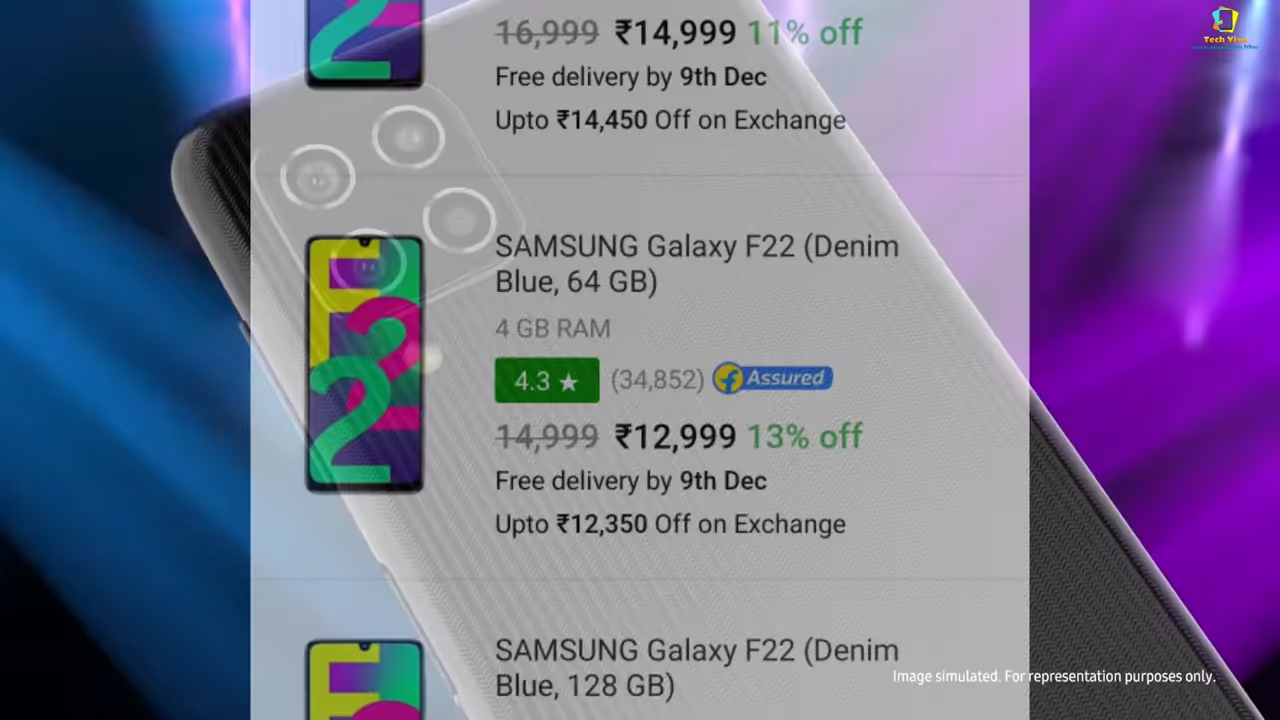 16,999 ₹14,999 11% off
Free delivery by 9th Dec
Upto ₹14,450 Off on Exchange
SAMSUNG Galaxy F22 (Denim
Blue, 64 GB)
4 GB RAM
4.3 ★ (34,852) Assured
14,999 ₹12,999 13% off
Free delivery by 9th Dec
Upto ₹12,350 Off on Exchange
SAMSUNG Galaxy F22 (Denim
Blue, 128 GB)
Image simulated. For representation purposes only.